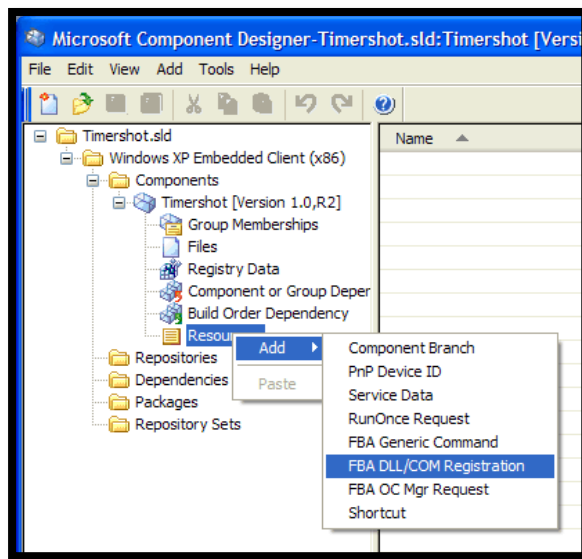 Microsoft Component Designer-Timershot.sld:Timershot [Versi
File Edit View Add Tools Help
Name
Timershot.sld
Windows XP Embedded Client (x86)
Components
Timershot [Version 1.0,R2]
Group Memberships
Files
Registry Data
Component or Group Deper
Build Order Dependency
Resour
Repositories
Dependencies
Packages
Repository Sets
Add
Paste
Component Branch
PnP Device ID
Service Data
RunOnce Request
FBA Generic Command
FBA DLL/COM Registration
FBA OC Mgr Request
Shortcut